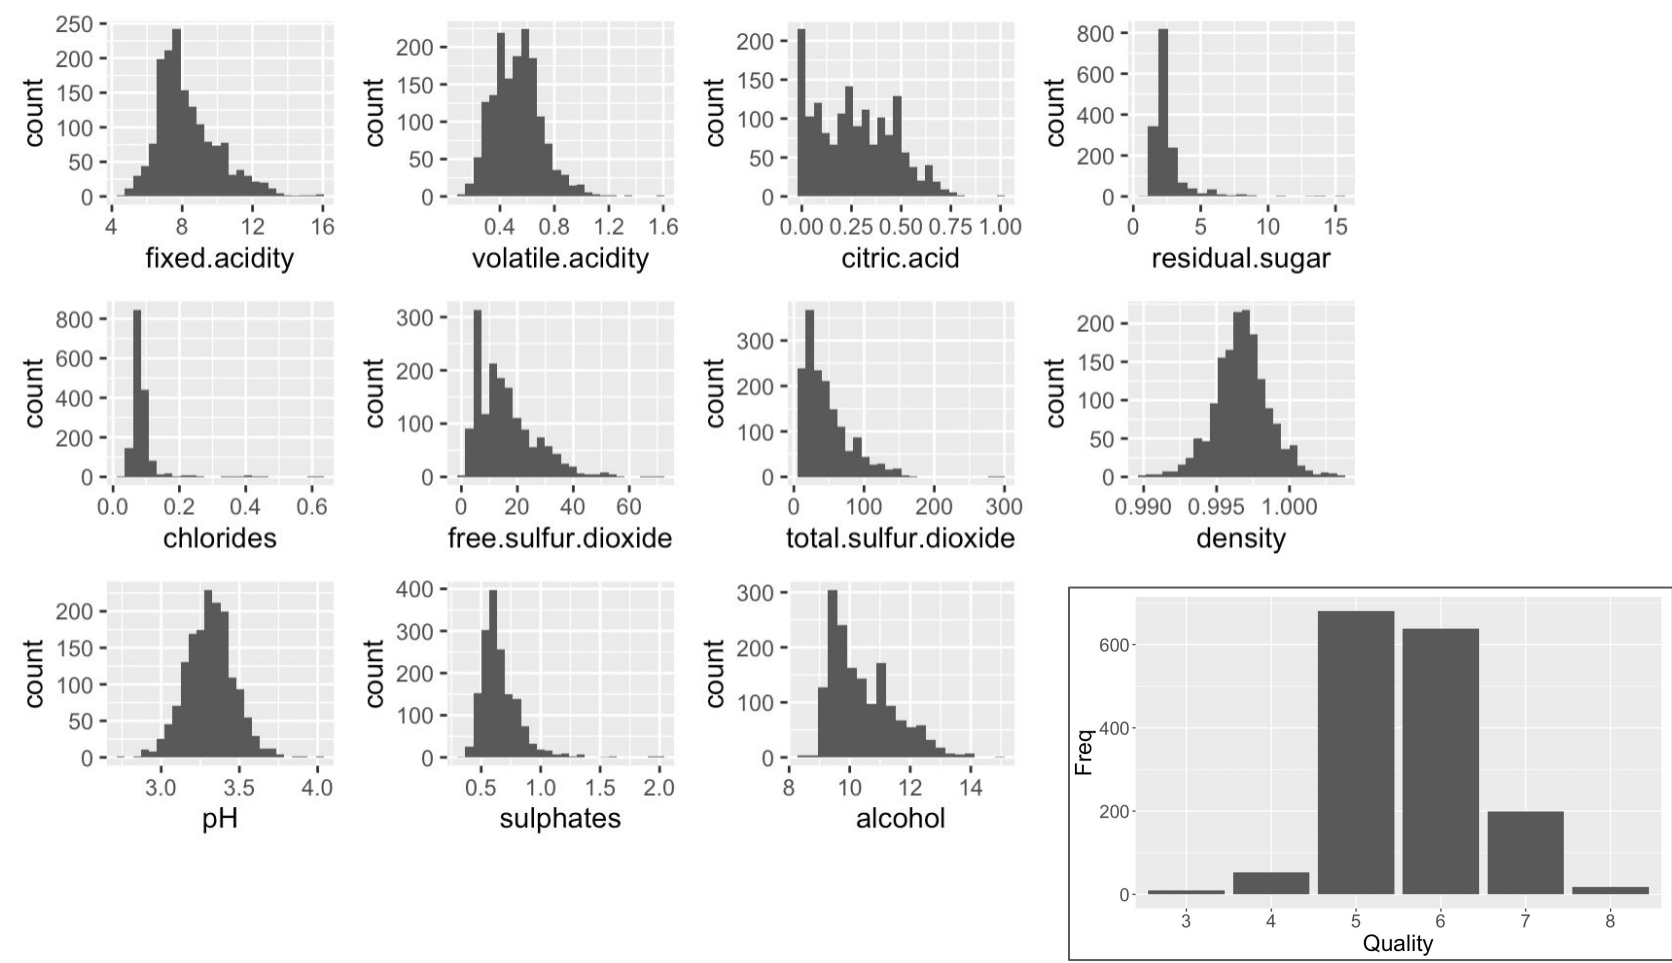 250
200
150
100
50
0
count
4 8 12 16
fixed.acidity
200
150
100
50
0
count
0.4 0.8 1.2 1.6
volatile.acidity
200
150
100
50
0
count
0.00 0.25 0.50 0.75 1.00
citric.acid
800
600
400
200
0
count
0 5 10 15
residual.sugar
800
600
400
200
0
count
0.0 0.2 0.4 0.6
chlorides
300
200
100
0
count
0 20 40 60
free.sulfur.dioxide
300
200
100
0
count
0 100 200 300
total.sulfur.dioxide
200
150
100
50
0
count
0.990 0.995 1.000
density
200
150
100
50
0
count
3.0 3.5 4.0
pH
400
300
200
100
0
count
0.5 1.0 1.5 2.0
sulphates
300
200
100
0
count
8 10 12 14
alcohol
600
400
200
0
Freq
3 4 5 6 7 8
Quality